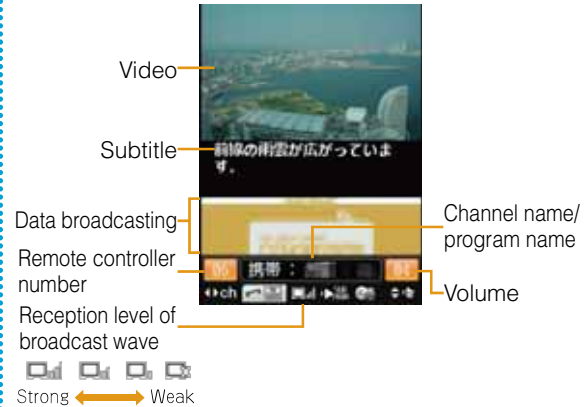 Video
Subtitle
前線の雨雲が広がっていま
す。
Data broadcasting
Channel name/
program name
Remote controller
number
携帯：
Volume
ch
Reception level of
broadcast wave
Strong
Weak